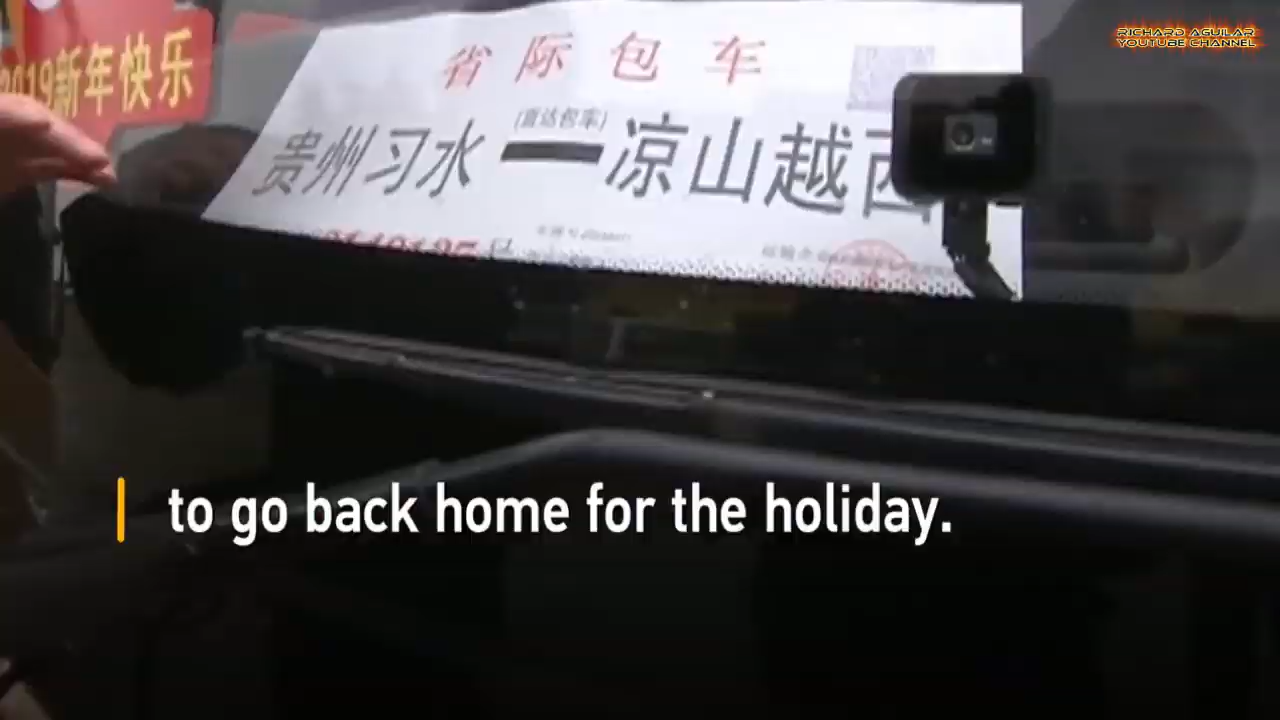 RICHARD AGUILAR
YOUTUBE CHANNEL
2019新年快乐
省际包车
(直达包车)
贵州习水 — 凉山越西
to go back home for the holiday.